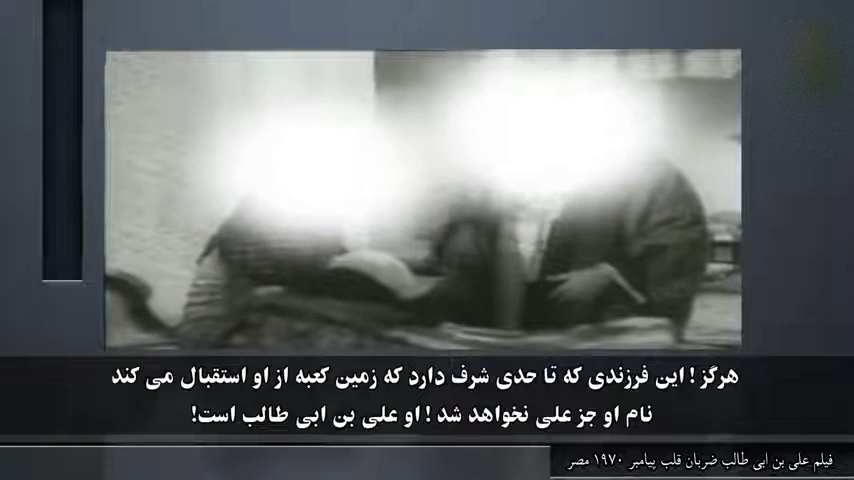 هرگز! این فرزندی که تا حدی شرف دارد که زمین کعبه از او استقبال می کند
نام او جز علی نخواهد شد! او علی بن ابی طالب است!
فیلم علی بن ابی طالب ضربان قلب پیامبر ۱۹۷۰ مصر